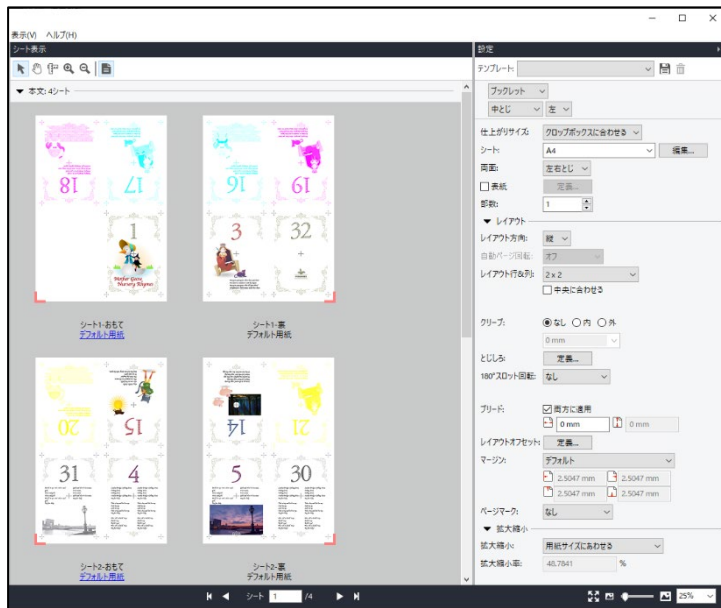 表示(V) ヘルプ(H)
シート表示
本文: 4シート
18
17
1
Mother Goose
Nursery Rhyme
シート1-おもて
デフォルト用紙
16
19
3
32
シート1-裏
デフォルト用紙
20
15
31
4
シート2-おもて
デフォルト用紙
14
21
5
30
シート2-裏
デフォルト用紙
シート 1 /4
25%
設定
テンプレート:
ブックレット
中とじ 左
仕上がりサイズ: クロップボックスに合わせる
シート: A4 編集...
両面: 左右とじ
表紙 定義...
部数: 1
レイアウト
レイアウト方向: 縦
自動ページ回転: オフ
レイアウト行&列: 2 x 2
中央に合わせる
クリープ: なし 内 外
0 mm
とじしろ: 定義...
180°スロット回転: なし
ブリード: 両方に適用
0 mm 0 mm
レイアウトオフセット: 定義...
マージン: デフォルト
2.5047 mm 2.5047 mm
2.5047 mm 2.5047 mm
ページマーク: なし
拡大縮小
拡大縮小: 用紙サイズにあわせる
拡大縮小率: 48.7841 %